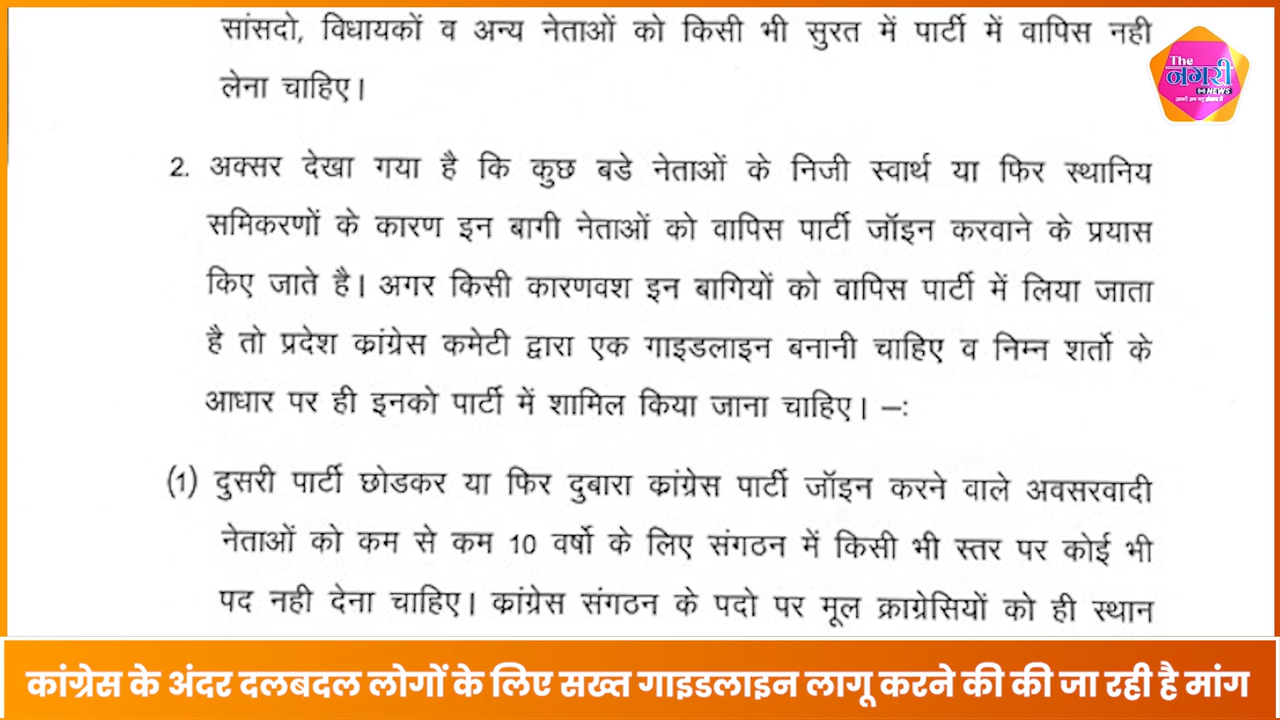 सांसदो, विधायकों व अन्य नेताओं को किसी भी सुरत में पार्टी में वापिस नही
लेना चाहिए।
The
नगरी
NEWS
2. अक्सर देखा गया है कि कुछ बडे नेताओं के निजी स्वार्थ या फिर स्थानिय
समिकरणों के कारण इन बागी नेताओं को वापिस पार्टी जॉइन करवाने के प्रयास
किए जाते है। अगर किसी कारणवश इन बागियों को वापिस पार्टी में लिया जाता
है तो प्रदेश कांग्रेस कमेटी द्वारा एक गाइडलाइन बनानी चाहिए व निम्न शर्तो के
आधार पर ही इनको पार्टी में शामिल किया जाना चाहिए। –:
(1) दुसरी पार्टी छोडकर या फिर दुबारा कांग्रेस पार्टी जॉइन करने वाले अवसरवादी
नेताओं को कम से कम 10 वर्षो के लिए संगठन में किसी भी स्तर पर कोई भी
पद नही देना चाहिए। कांग्रेस संगठन के पदो पर मूल क्राग्रेसियों को ही स्थान
कांग्रेस के अंदर दलबदल लोगों के लिए सख्त गाइडलाइन लागू करने की की जा रही है मांग